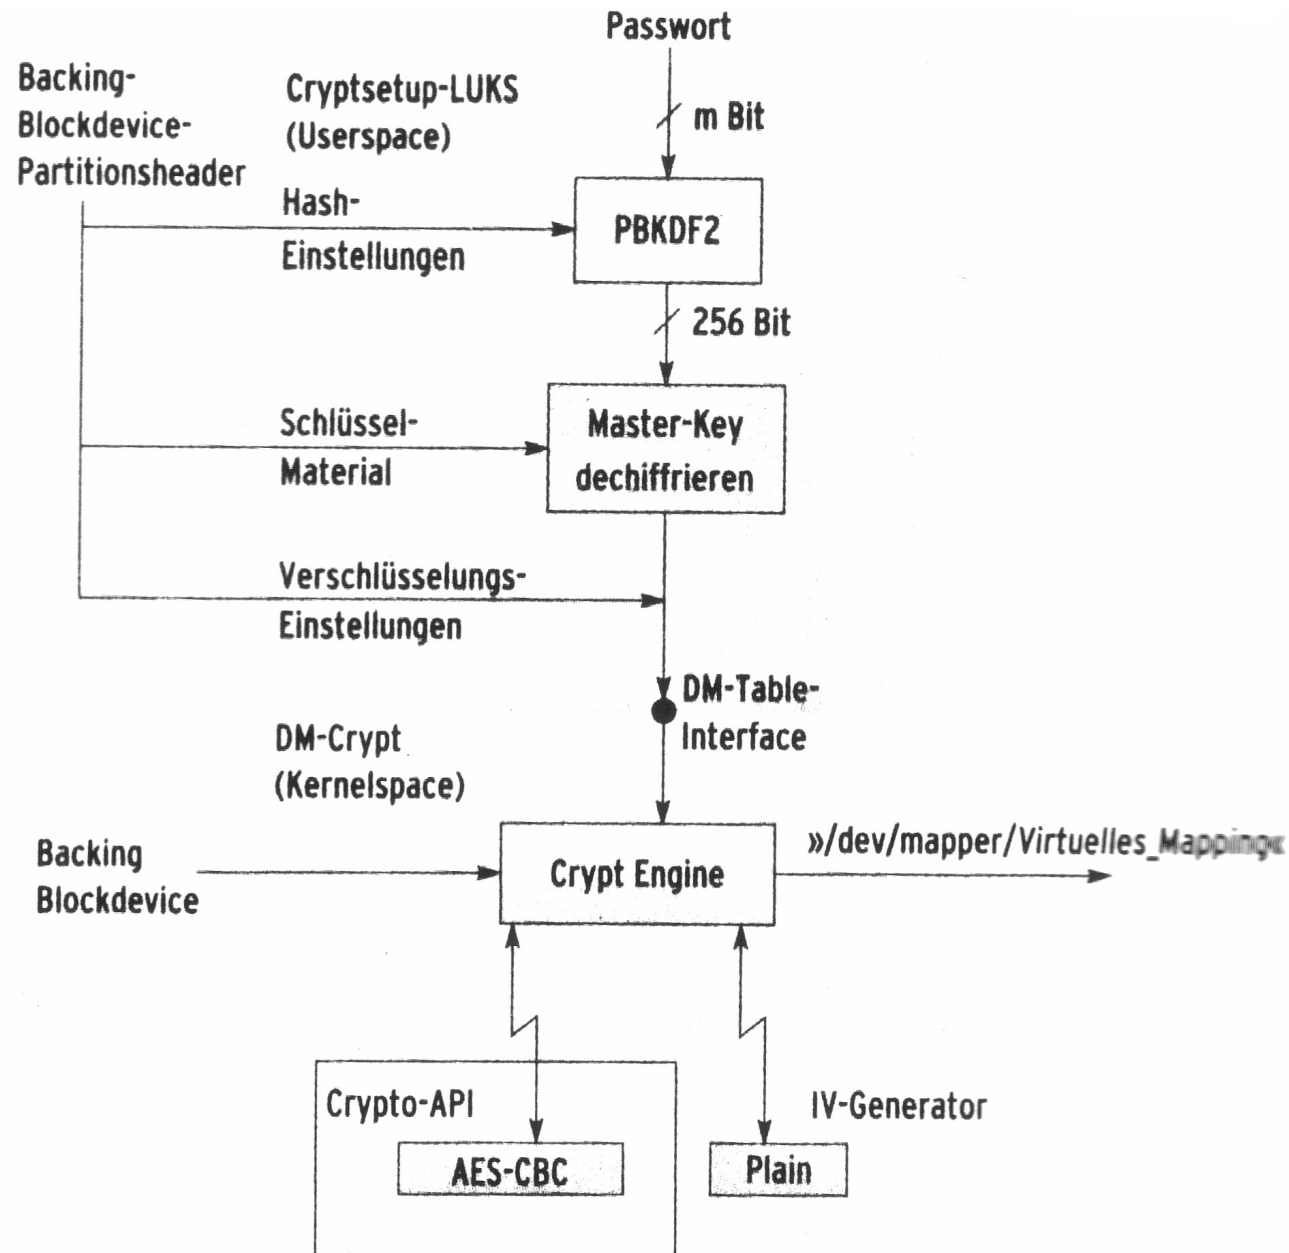 Passwort
Backing-
Blockdevice-
Partitionsheader
Cryptsetup-LUKS
(Userspace)
m Bit
Hash-
Einstellungen
PBKDF2
256 Bit
Schlüssel-
Material
Master-Key
dechiffrieren
Verschlüsselungs-
Einstellungen
DM-Table-
Interface
DM-Crypt
(Kernelspace)
»/dev/mapper/Virtuelles_Mapping«
Backing
Blockdevice
Crypt Engine
Crypto-API
IV-Generator
AES-CBC
Plain